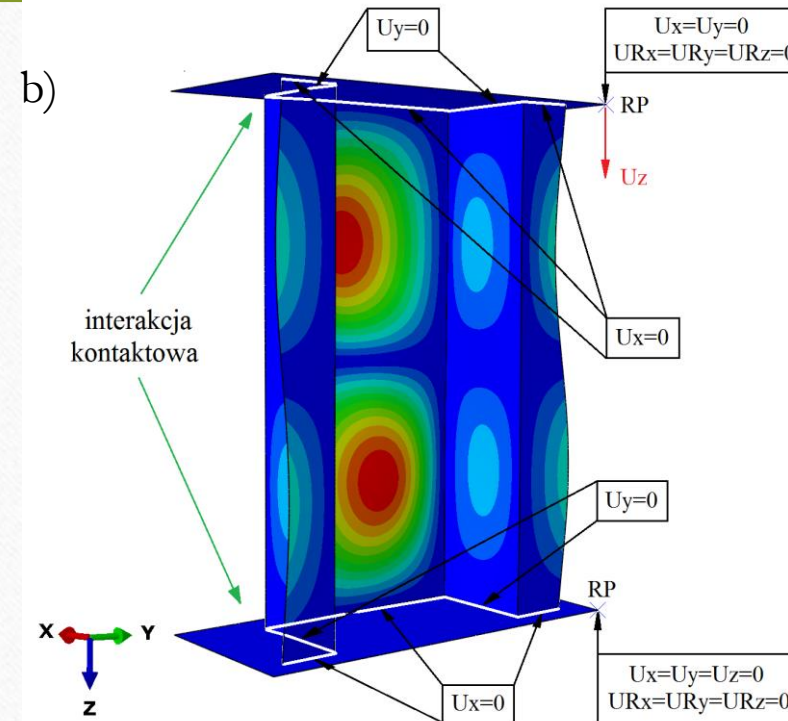 Uy=0
Ux=Uy=0
URx=URy=URz=0
b)
RP
Uz
interakcja
kontaktowa
Ux=0
Uy=0
RP
X
Y
Z
Ux=0
Ux=Uy=Uz=0
URx=URy=URz=0